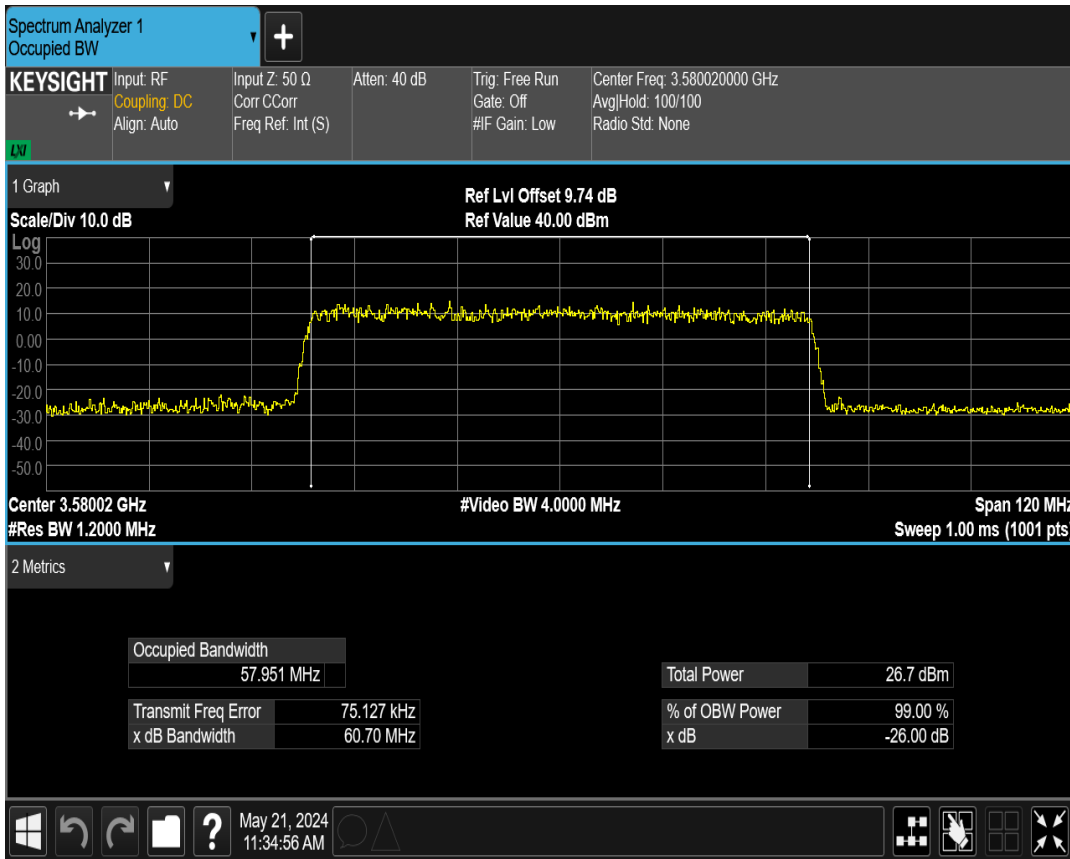 Spectrum Analyzer 1
Occupied BW
KEYSIGHT
LXI
Input: RF
Coupling: DC
Align: Auto
Input Z: 50 Ω
Corr CCorr
Freq Ref: Int (S)
Atten: 40 dB
Trig: Free Run
Gate: Off
#IF Gain: Low
Center Freq: 3.580020000 GHz
Avg|Hold: 100/100
Radio Std: None
1 Graph
Scale/Div 10.0 dB
Ref Lvl Offset 9.74 dB
Ref Value 40.00 dBm
Log
30.0
20.0
10.0
0.00
-10.0
-20.0
-30.0
-40.0
-50.0
Center 3.58002 GHz
#Res BW 1.2000 MHz
#Video BW 4.0000 MHz
Span 120 MHz
Sweep 1.00 ms (1001 pts)
2 Metrics
Occupied Bandwidth
57.951 MHz
Transmit Freq Error 75.127 kHz
x dB Bandwidth 60.70 MHz
Total Power 26.7 dBm
% of OBW Power 99.00 %
x dB -26.00 dB
?
May 21, 2024
11:34:56 AM